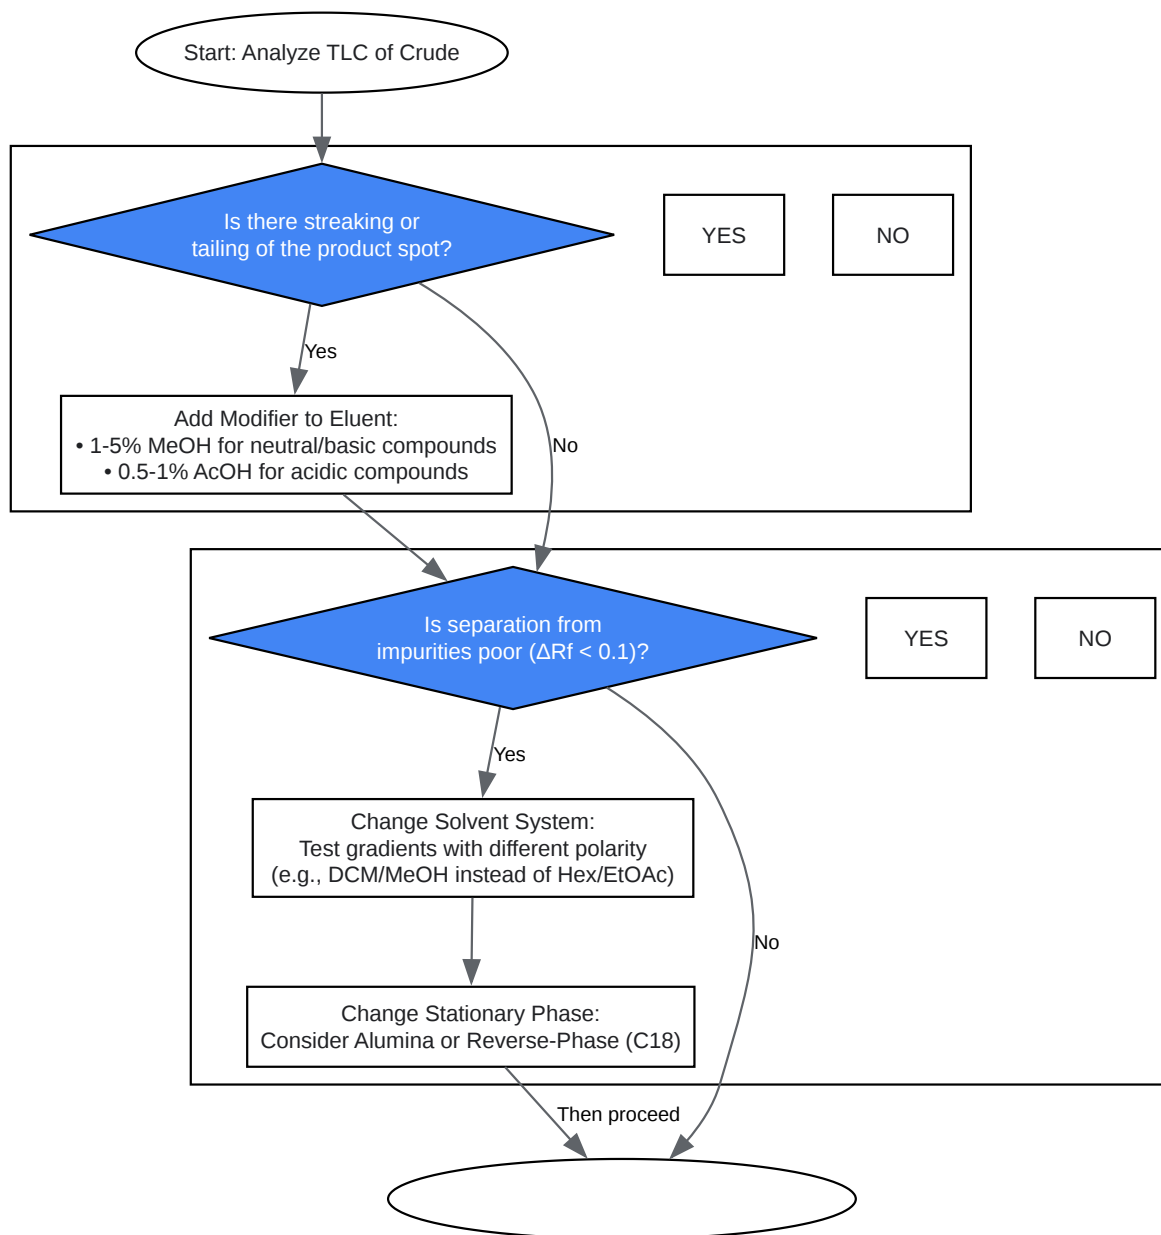 Start: Analyze TLC of Crude
Is there streaking or
tailing of the product spot?
YES
NO
Yes
Add Modifier to Eluent:
• 1-5% MeOH for neutral/basic compounds
• 0.5-1% AcOH for acidic compounds
No
Is separation from
impurities poor (ΔRf < 0.1)?
YES
NO
Yes
Change Solvent System:
Test gradients with different polarity
(e.g., DCM/MeOH instead of Hex/EtOAc)
No
Change Stationary Phase:
Consider Alumina or Reverse-Phase (C18)
Then proceed